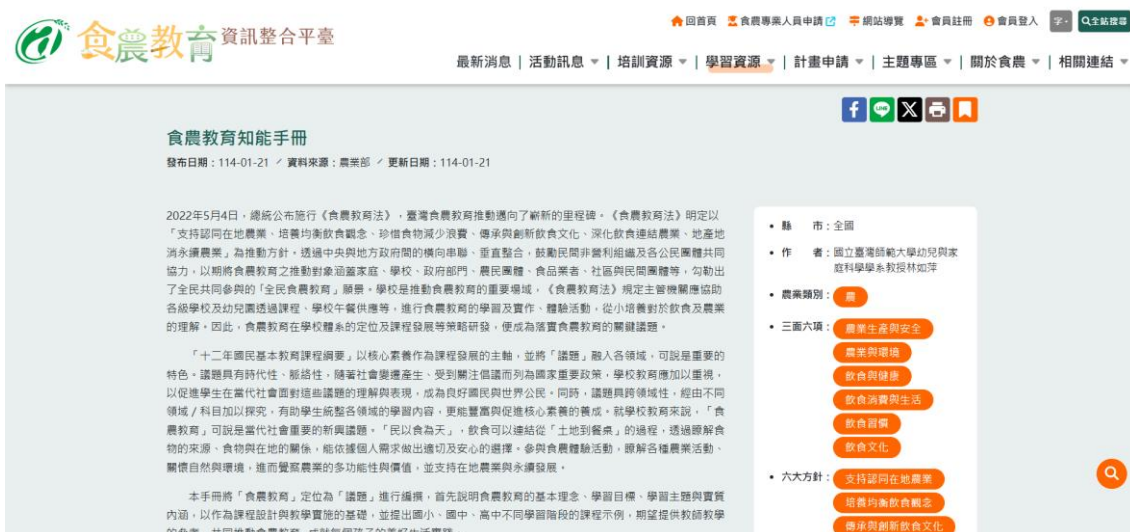 回首頁 食農專業人員申請 網站導覽 會員註冊 會員登入 字 全站搜尋
食農教育 資訊整合平臺
最新消息 | 活動訊息 | 培訓資源 | 學習資源 | 計畫申請 | 主題專區 | 關於食農 | 相關連結
食農教育知能手冊
發布日期：114-01-21 / 資料來源：農業部 / 更新日期：114-01-21
2022年5月4日，總統公布施行《食農教育法》，臺灣食農教育推動邁向了嶄新的里程碑。《食農教育法》明定以
「支持認同在地農業、培養均衡飲食觀念、珍惜食物減少浪費、傳承與創新飲食文化、深化飲食連結農業、地產地
消永續農業」為推動方針。透過中央與地方政府間的橫向串聯、垂直整合，鼓勵民間非營利組織及各公民團體共同
協力，以期將食農教育之推動對象涵蓋家庭、學校、政府部門、農民團體、食品業者、社區與民間團體等，勾勒出
了全民共同參與的「全民食農教育」願景。學校是推動食農教育的重要場域，《食農教育法》規定主管機關應協助
各級學校及幼兒園透過課程、學校午餐供應等，進行食農教育的學習及實作、體驗活動，從小培養對於飲食及農業
的理解。因此，食農教育在學校體系的定位及課程發展等策略研發，便成為落實食農教育的關鍵議題。
「十二年國民基本教育課程綱要」以核心素養作為課程發展的主軸，並將「議題」融入各領域，可說是重要的
特色。議題具有時代性、脈絡性，隨著社會變遷產生、受到關注倡議而列為國家重要政策，學校教育應加以重視，
以促進學生在當代社會面對這些議題的理解與表現，成為良好國民與世界公民。同時，議題具跨領域性，經由不同
領域 / 科目加以探究，有助學生統整各領域的學習內容，更能豐富與促進核心素養的養成。就學校教育來說，「食
農教育」可說是當代社會重要的新興議題。「民以食為天」，飲食可以連結從「土地到餐桌」的過程，透過瞭解食
物的來源、食物與在地的關係，能依據個人需求做出適切及安心的選擇。參與食農體驗活動，瞭解各種農業活動、
關懷自然與環境，進而覺察農業的多功能性與價值，並支持在地農業與永續發展。
本手冊將「食農教育」定位為「議題」進行編撰，首先說明食農教育的基本理念、學習目標、學習主題與實質
內涵，以作為課程設計與教學實施的基礎，並提出國小、國中、高中不同學習階段的課程示例，期望提供教師教學
縣 市：全國
作 者：國立臺灣師範大學幼兒與家
庭科學學系教授林如萍
農業類別：農
三面六項：農業生產與安全
農業與環境
飲食與健康
飲食消費與生活
飲食習慣
飲食文化
六大方針：支持認同在地農業
培養均衡飲食觀念
傳承與創新飲食文化